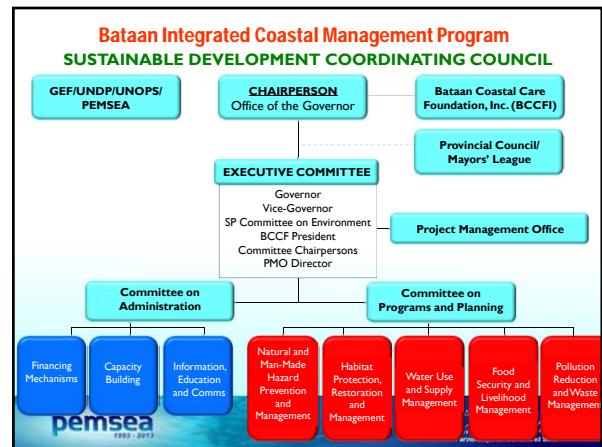 Bataan Integrated Coastal Management Program
SUSTAINABLE DEVELOPMENT COORDINATING COUNCIL
GEF/UNDP/UNOPS/
PEMSEA
CHAIRPERSON
Office of the Governor
Bataan Coastal Care
Foundation, Inc. (BCCFI)
Provincial Council/
Mayors' League
EXECUTIVE COMMITTEE
Governor
Vice-Governor
SP Committee on Environment
BCCF President
Committee Chairpersons
PMO Director
Project Management Office
Committee on
Administration
Committee on
Programs and Planning
Financing
Mechanisms
Capacity
Building
Information,
Education
and Comms
Natural and
Man-Made
Hazard
Prevention
and
Management
Habitat
Protection,
Restoration
and
Management
Water Use
and Supply
Management
Food
Security and
Livelihood
Management
Pollution
Reduction
and Waste
Management
pemsea
1993 - 2013